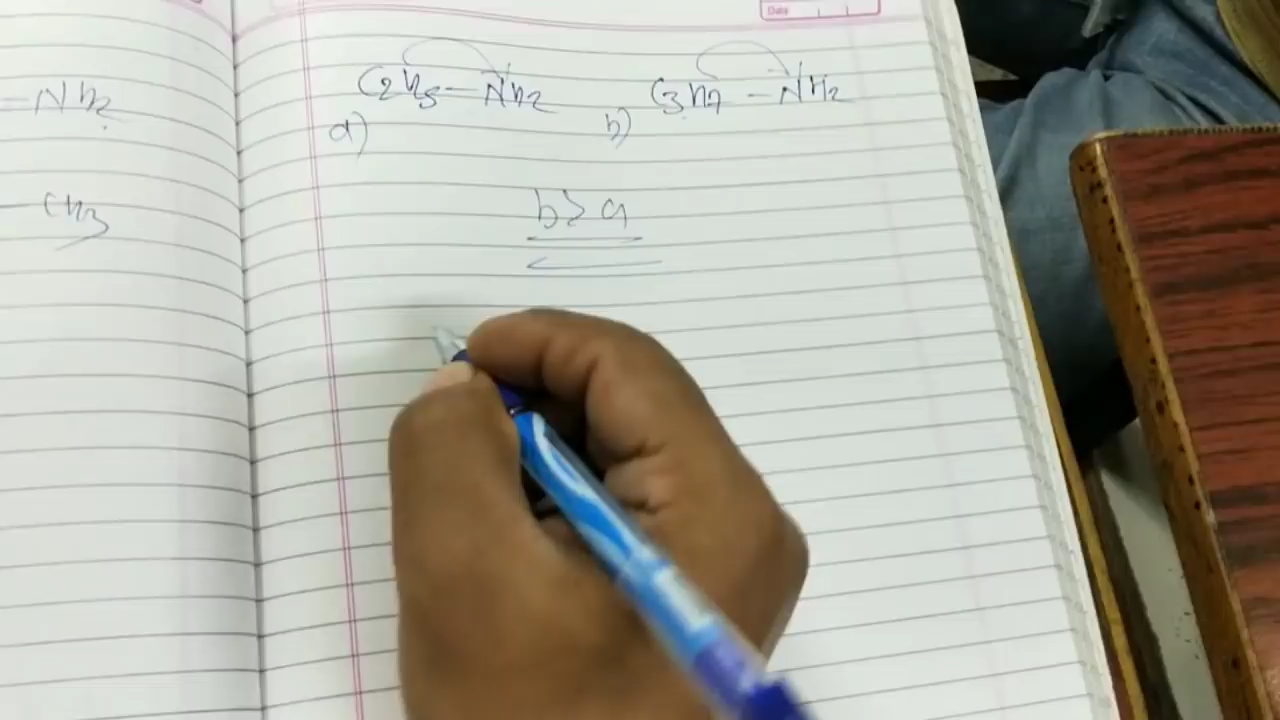 Date
C2h5—Nh2 C3h7 —NH2
a) b)
b > a
—Nh2
— CH3